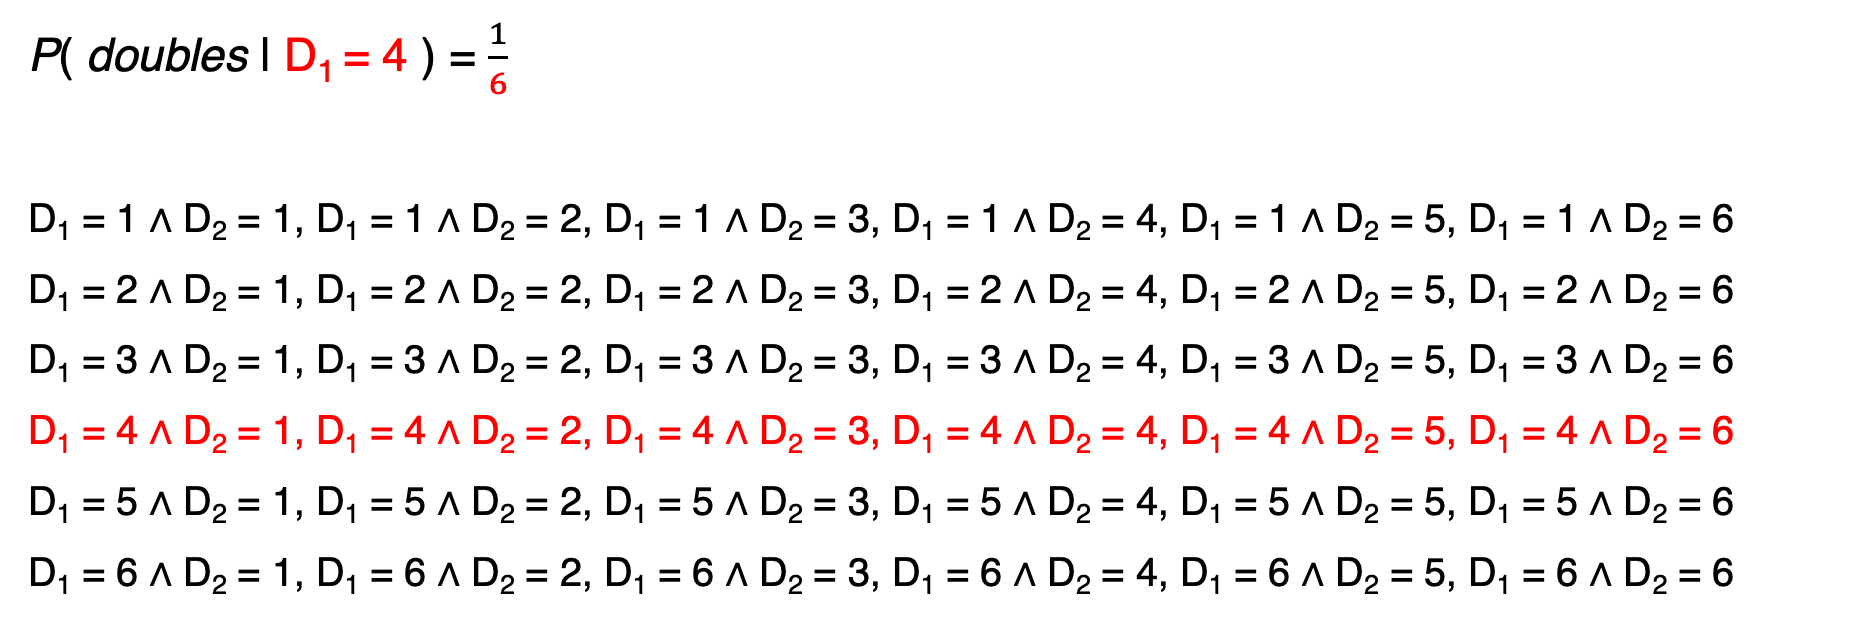 P( doubles | D₁ = 4 ) = 1/6
D₁ = 1 ∧ D₂ = 1, D₁ = 1 ∧ D₂ = 2, D₁ = 1 ∧ D₂ = 3, D₁ = 1 ∧ D₂ = 4, D₁ = 1 ∧ D₂ = 5, D₁ = 1 ∧ D₂ = 6
D₁ = 2 ∧ D₂ = 1, D₁ = 2 ∧ D₂ = 2, D₁ = 2 ∧ D₂ = 3, D₁ = 2 ∧ D₂ = 4, D₁ = 2 ∧ D₂ = 5, D₁ = 2 ∧ D₂ = 6
D₁ = 3 ∧ D₂ = 1, D₁ = 3 ∧ D₂ = 2, D₁ = 3 ∧ D₂ = 3, D₁ = 3 ∧ D₂ = 4, D₁ = 3 ∧ D₂ = 5, D₁ = 3 ∧ D₂ = 6
D₁ = 4 ∧ D₂ = 1, D₁ = 4 ∧ D₂ = 2, D₁ = 4 ∧ D₂ = 3, D₁ = 4 ∧ D₂ = 4, D₁ = 4 ∧ D₂ = 5, D₁ = 4 ∧ D₂ = 6
D₁ = 5 ∧ D₂ = 1, D₁ = 5 ∧ D₂ = 2, D₁ = 5 ∧ D₂ = 3, D₁ = 5 ∧ D₂ = 4, D₁ = 5 ∧ D₂ = 5, D₁ = 5 ∧ D₂ = 6
D₁ = 6 ∧ D₂ = 1, D₁ = 6 ∧ D₂ = 2, D₁ = 6 ∧ D₂ = 3, D₁ = 6 ∧ D₂ = 4, D₁ = 6 ∧ D₂ = 5, D₁ = 6 ∧ D₂ = 6